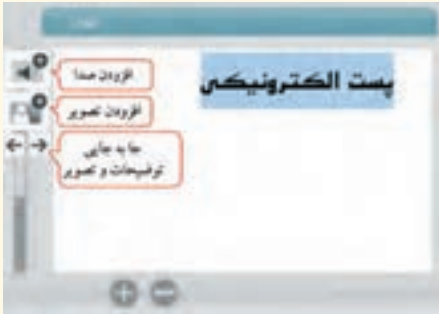 پست الکترونیکی
افزودن صدا
افزودن تصویر
جا به جایی
توضیحات و تصویر